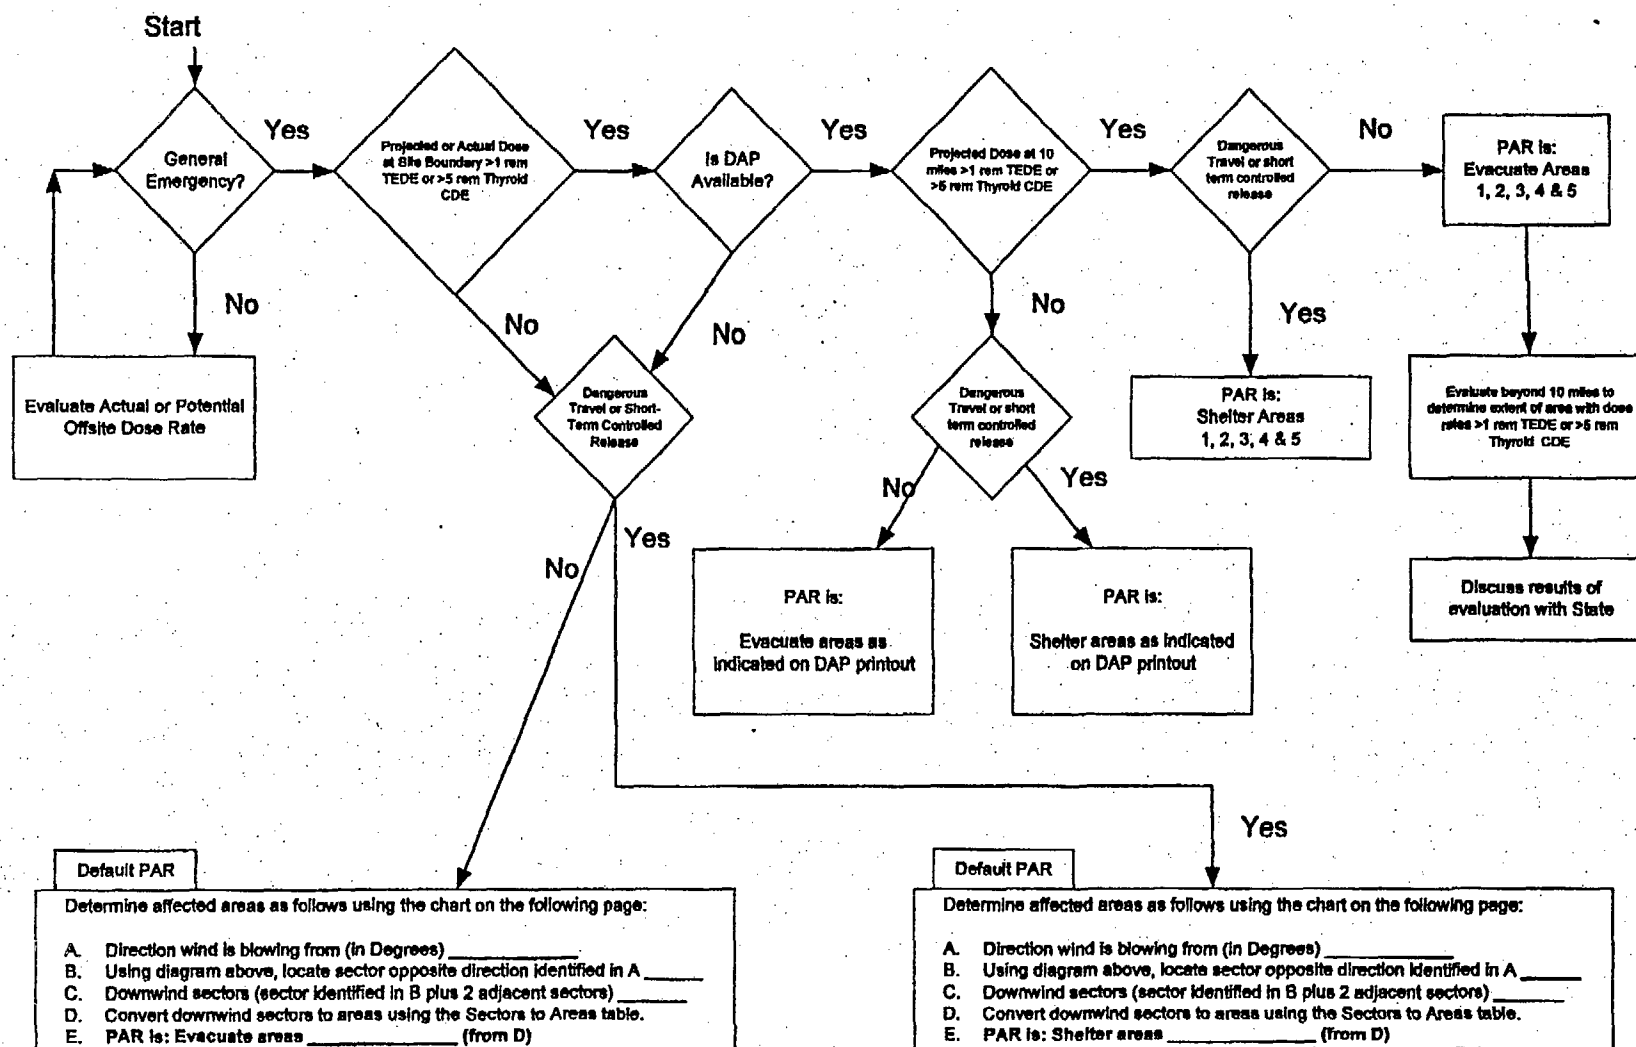 Start
General
Emergency?
Yes
No
Evaluate Actual or Potential
Offsite Dose Rate
Projected or Actual Dose
at Site Boundary >1 rem
TEDE or >5 rem Thyroid
CDE
Yes
No
Is DAP
Available?
Yes
No
Dangerous
Travel or Short-
Term Controlled
Release
No
Yes
Projected Dose at 10
miles >1 rem TEDE or
>5 rem Thyroid CDE
Yes
No
Dangerous
Travel or short
term controlled
release
No
Yes
PAR is:
Evacuate areas as
indicated on DAP printout
PAR is:
Shelter areas as indicated
on DAP printout
Dangerous
Travel or short
term controlled
release
No
Yes
PAR is:
Shelter Areas
1, 2, 3, 4 & 5
PAR is:
Evacuate Areas
1, 2, 3, 4 & 5
Evaluate beyond 10 miles to
determine extent of area with dose
rates >1 rem TEDE or >5 rem
Thyroid CDE
Discuss results of
evaluation with State
Yes
Default PAR
Determine affected areas as follows using the chart on the following page:
A. Direction wind is blowing from (in Degrees) ____________
B. Using diagram above, locate sector opposite direction identified in A _____
C. Downwind sectors (sector identified in B plus 2 adjacent sectors) ______
D. Convert downwind sectors to areas using the Sectors to Areas table.
E. PAR is: Evacuate areas ______________ (from D)
Default PAR
Determine affected areas as follows using the chart on the following page:
A. Direction wind is blowing from (in Degrees) ____________
B. Using diagram above, locate sector opposite direction identified in A _____
C. Downwind sectors (sector identified in B plus 2 adjacent sectors) ________
D. Convert downwind sectors to areas using the Sectors to Areas table.
E. PAR is: Shelter areas ______________ (from D)